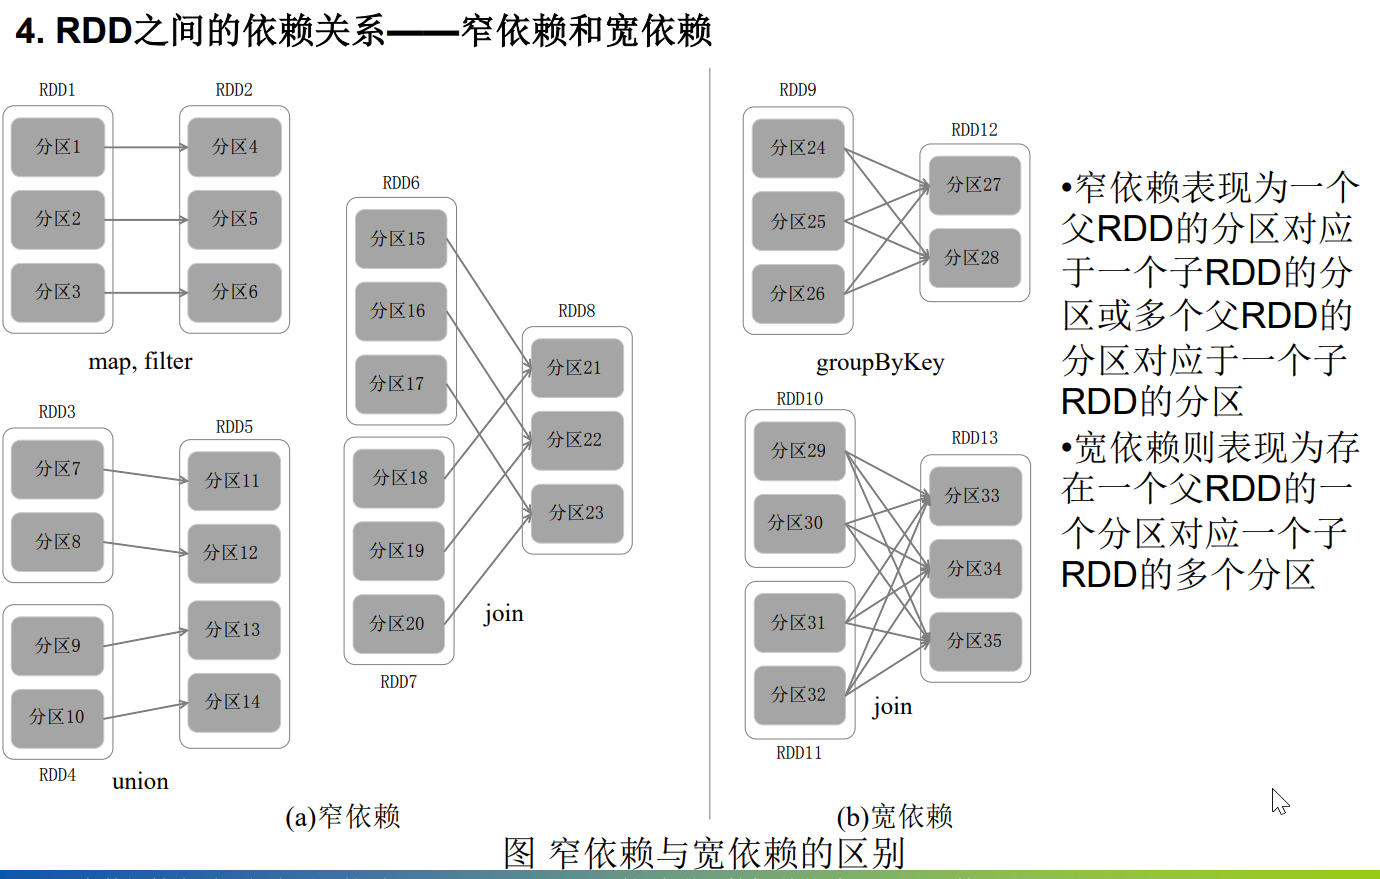 4. RDD之间的依赖关系——窄依赖和宽依赖
RDD1
RDD2
分区1
分区4
分区2
分区5
分区3
分区6
map, filter
RDD3
RDD5
分区7
分区11
分区8
分区12
分区9
分区13
分区10
分区14
RDD4
union
RDD6
分区15
分区16
分区17
RDD8
分区21
分区22
分区23
分区18
分区19
分区20
RDD7
join
(a)窄依赖
RDD9
RDD12
分区24
分区27
分区25
分区28
分区26
groupByKey
RDD10
RDD13
分区29
分区33
分区30
分区34
分区31
分区35
分区32
RDD11
join
(b)宽依赖
•窄依赖表现为一个
父RDD的分区对应
于一个子RDD的分
区或多个父RDD的
分区对应于一个子
RDD的分区
•宽依赖则表现为存
在一个父RDD的一
个分区对应一个子
RDD的多个分区
图 窄依赖与宽依赖的区别